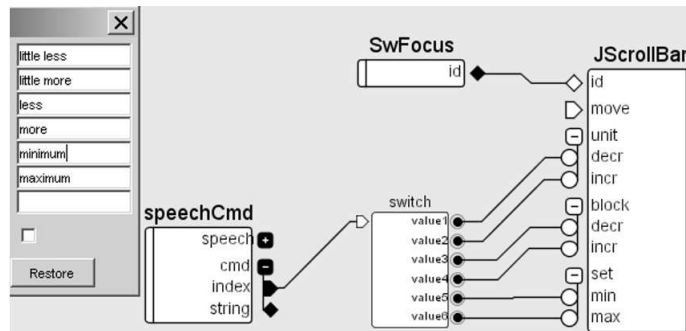 little less
little more
less
more
minimum
maximum
Restore
speechCmd
speech
cmd
index
string
switch
value1
value2
value3
value4
value5
value6
SwFocus
id
JScrollBar
id
move
unit
decr
incr
block
decr
incr
set
min
max